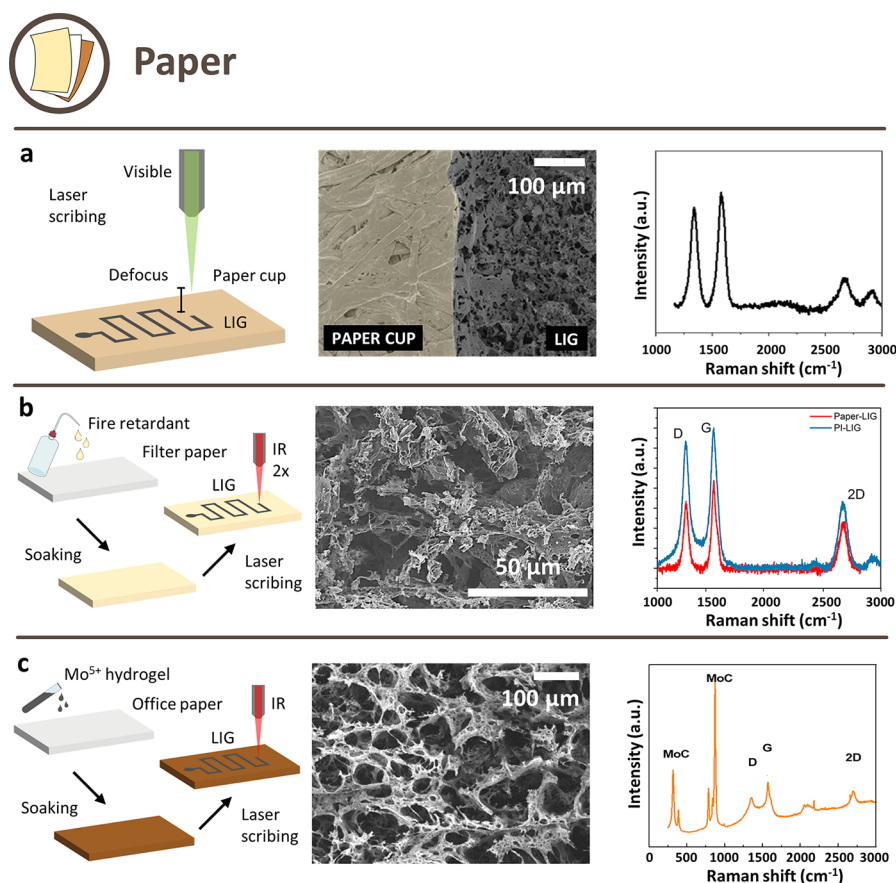 Paper
a
Visible
Laser
scribing
Defocus
Paper cup
LIG
100 µm
PAPER CUP
LIG
Intensity (a.u.)
1000 1500 2000 2500 3000
Raman shift (cm-1)
b
Fire retardant
Filter paper
IR
2x
LIG
Soaking
Laser
scribing
50 µm
Paper-LIG
PI-LIG
D
G
2D
Intensity (a.u.)
1000 1500 2000 2500 3000
Raman shift (cm-1)
c
Mo5+ hydrogel
Office paper
IR
LIG
Soaking
Laser
scribing
100 µm
MoC
MoC
D
G
2D
Intensity (a.u.)
0 500 1000 1500 2000 2500 3000
Raman shift (cm-1)